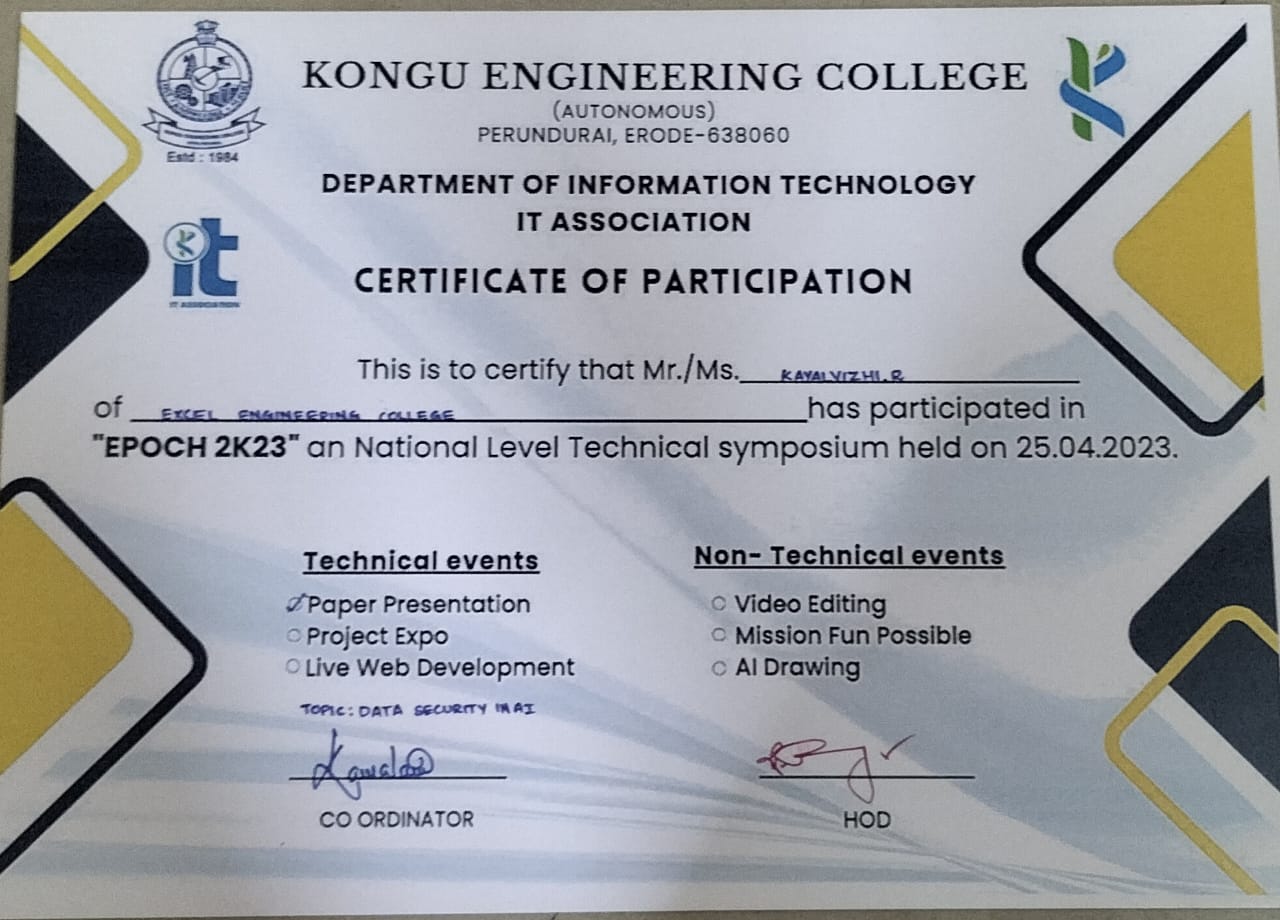 KONGU ENGINEERING COLLEGE
(AUTONOMOUS)
PERUNDURAI, ERODE-638060
Estd : 1984
DEPARTMENT OF INFORMATION TECHNOLOGY
IT ASSOCIATION
it
IT ASSOCIATION
CERTIFICATE OF PARTICIPATION
This is to certify that Mr./Ms. KAYALVIZHI.R
of EXCEL ENGINEERING COLLEGE has participated in
"EPOCH 2K23" an National Level Technical symposium held on 25.04.2023.
Technical events
Paper Presentation
Project Expo
Live Web Development
TOPIC: DATA SECURITY IN AI
CO ORDINATOR
Non- Technical events
Video Editing
Mission Fun Possible
AI Drawing
HOD